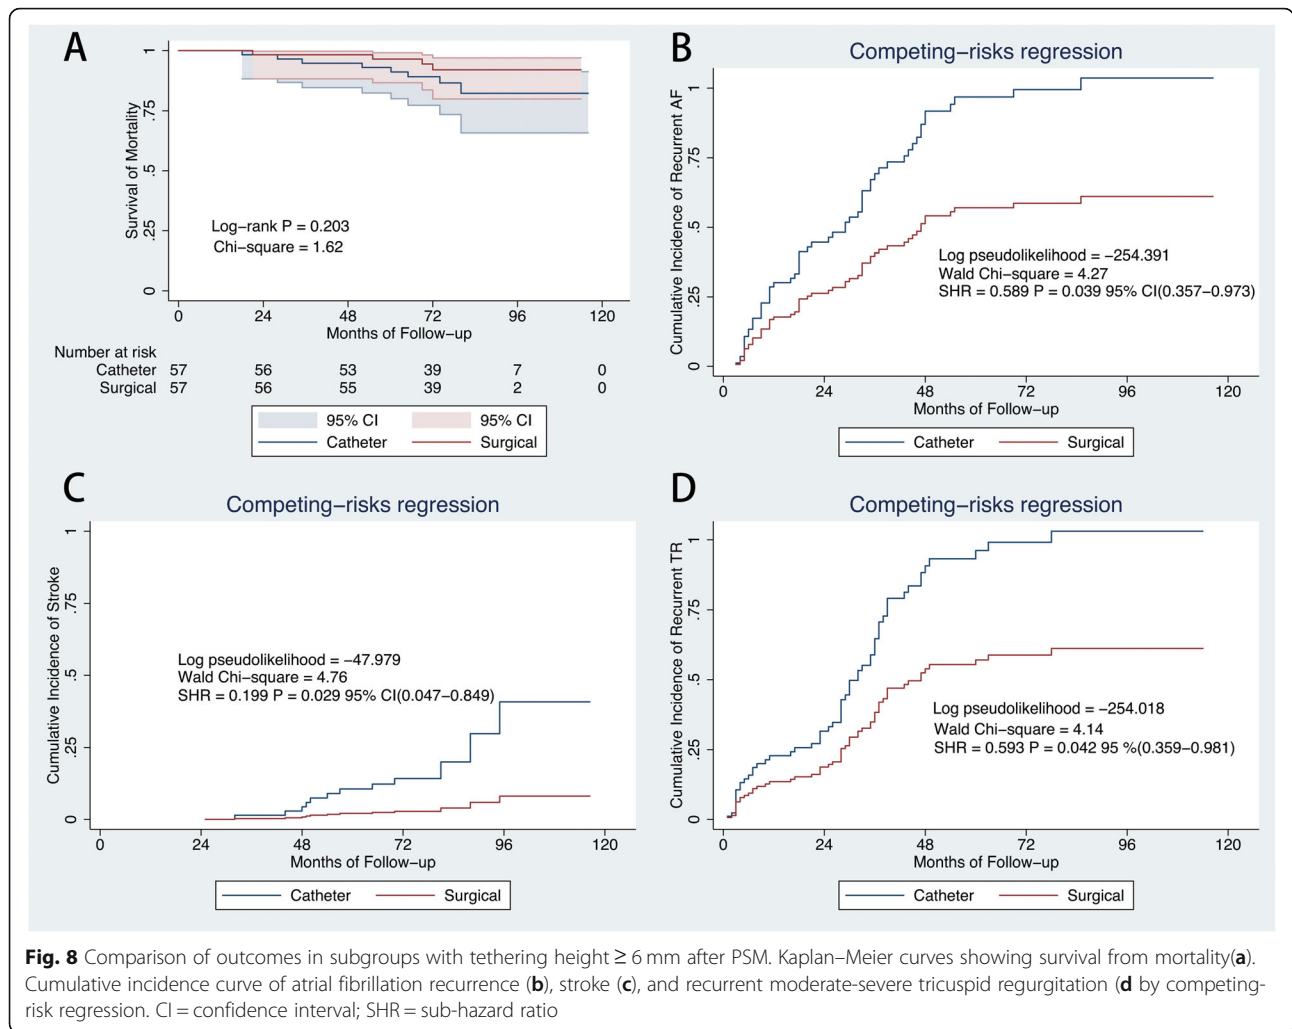 A
Survival of Mortality
1
.75
.5
.25
0
Log-rank P = 0.203
Chi-square = 1.62
0 24 48 72 96 120
Months of Follow-up
Number at risk
Catheter 57 56 53 39 7 0
Surgical 57 56 55 39 2 0
95% CI 95% CI
Catheter Surgical
B
Competing-risks regression
Cumulative Incidence of Recurrent AF
1
.75
.5
.25
0
Log pseudolikelihood = -254.391
Wald Chi-square = 4.27
SHR = 0.589 P = 0.039 95% CI(0.357-0.973)
0 24 48 72 96 120
Months of Follow-up
Catheter Surgical
C
Competing-risks regression
Cumulative Incidence of Stroke
1
.75
.5
.25
0
Log pseudolikelihood = -47.979
Wald Chi-square = 4.76
SHR = 0.199 P = 0.029 95% CI(0.047-0.849)
0 24 48 72 96 120
Months of Follow-up
Catheter Surgical
D
Competing-risks regression
Cumulative Incidence of Recurrent TR
1
.75
.5
.25
0
Log pseudolikelihood = -254.018
Wald Chi-square = 4.14
SHR = 0.593 P = 0.042 95 %(0.359-0.981)
0 24 48 72 96 120
Months of Follow-up
Catheter Surgical
Fig. 8 Comparison of outcomes in subgroups with tethering height ≥ 6 mm after PSM. Kaplan–Meier curves showing survival from mortality(a).
Cumulative incidence curve of atrial fibrillation recurrence (b), stroke (c), and recurrent moderate-severe tricuspid regurgitation (d by competing-
risk regression. CI = confidence interval; SHR = sub-hazard ratio